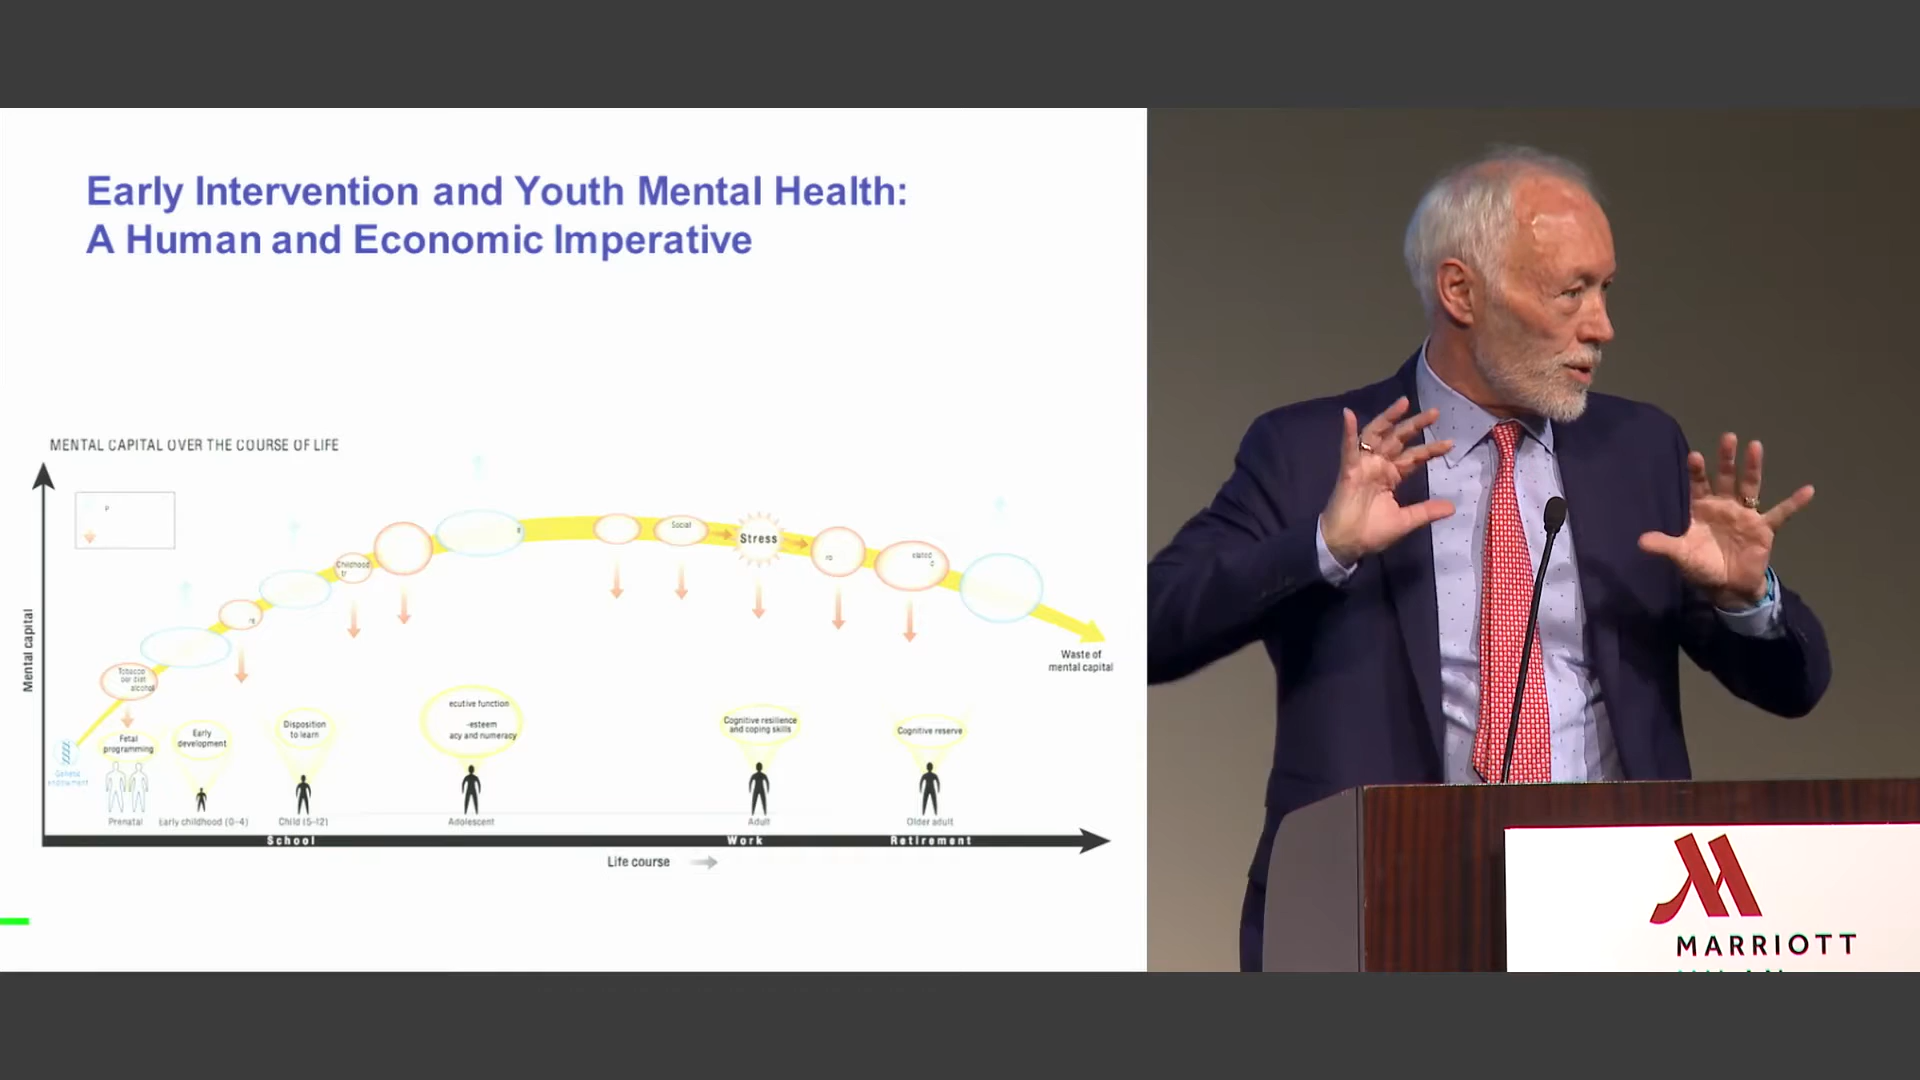 Early Intervention and Youth Mental Health:
A Human and Economic Imperative
MENTAL CAPITAL OVER THE COURSE OF LIFE
Mental capital
P
Tobacco
alcohol
Childhood
Social
Stress
Waste of
mental capital
Genetic
endowment
Fetal
programming
Early
development
Disposition
to learn
ecutive function
-esteem
acy and numeracy
Cognitive resilience
and coping skills
Cognitive reserve
Prenatal
Early childhood (0-4)
Child (5-12)
Adolescent
Adult
Older adult
School
Work
Retirement
Life course
MARRIOTT